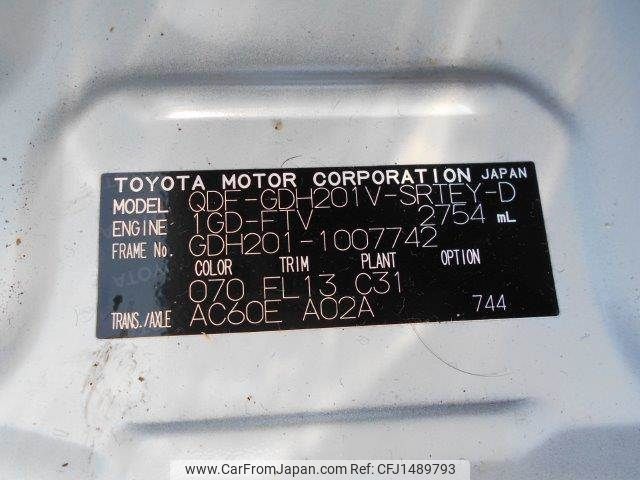 TOYOTA MOTOR CORPORATION JAPAN
MODEL QDF-GDH201V-SRTEY-D
ENGINE 1GD-FTV 2754 mL
FRAME No. GDH201-1007742
COLOR TRIM PLANT OPTION
070 FL13 C31
TRANS./AXLE AC60E A02A 744
www.CarFromJapan.com | Ref No. CFJ1489793